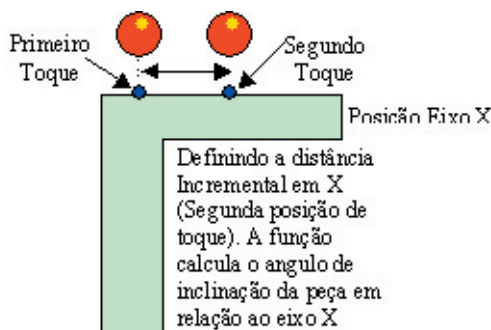 Primeiro
Toque
Segundo
Toque
Posição Eixo X
Definindo a distância
Incremental em X
(Segunda posição de
toque). A função
calcula o angulo de
inclinação da peça em
relação ao eixo X